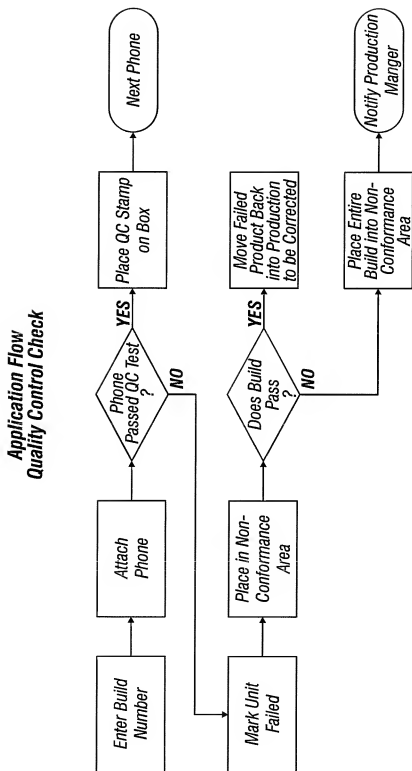 Application Flow
Quality Control Check
Enter Build
Number
Attach
Phone
Phone
Passed QC Test
?
YES
NO
Place QC Stamp
on Box
Next Phone
Mark Unit
Failed
Place in Non-
Conformance
Area
Does Build
Pass
?
YES
NO
Move Failed
Product Back
into Production
to be Corrected
Place Entire
Build into Non-
Conformance
Area
Notify Production
Manger